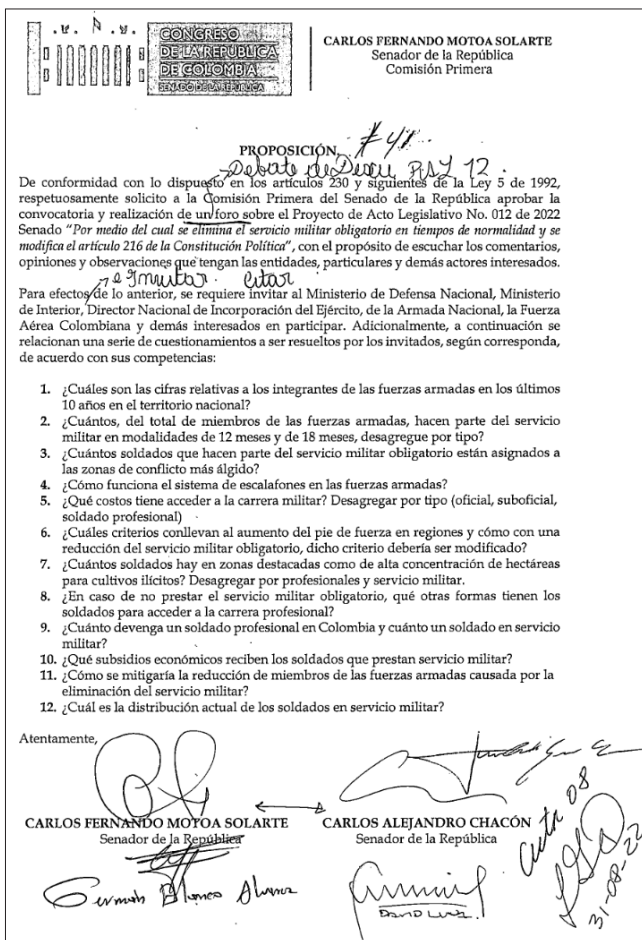 CONGRESO
DE LA REPUBLICA
DE COLOMBIA
SENADO DE LA REPUBLICA
CARLOS FERNANDO MOTOA SOLARTE
Senador de la República
Comisión Primera
PROPOSICIÓN #41
Debate de 12
De conformidad con lo dispuesto en los artículos 230 y siguientes de la Ley 5 de 1992,
respetuosamente solicito a la Comisión Primera del Senado de la República aprobar la
convocatoria y realización de un foro sobre el Proyecto de Acto Legislativo No. 012 de 2022
Senado "Por medio del cual se elimina el servicio militar obligatorio en tiempos de normalidad y se
modifica el artículo 216 de la Constitución Política", con el propósito de escuchar los comentarios,
opiniones y observaciones que tengan las entidades, particulares y demás actores interesados.
e Invitar. Citar
Para efectos de lo anterior, se requiere invitar al Ministerio de Defensa Nacional, Ministerio
de Interior, Director Nacional de Incorporación del Ejército, de la Armada Nacional, la Fuerza
Aérea Colombiana y demás interesados en participar. Adicionalmente, a continuación se
relacionan una serie de cuestionamientos a ser resueltos por los invitados, según corresponda,
de acuerdo con sus competencias:
1. ¿Cuáles son las cifras relativas a los integrantes de las fuerzas armadas en los últimos
10 años en el territorio nacional?
2. ¿Cuántos, del total de miembros de las fuerzas armadas, hacen parte del servicio
militar en modalidades de 12 meses y de 18 meses, desagregue por tipo?
3. ¿Cuántos soldados que hacen parte del servicio militar obligatorio están asignados a
las zonas de conflicto más álgido?
4. ¿Cómo funciona el sistema de escalafones en las fuerzas armadas?
5. ¿Qué costos tiene acceder a la carrera militar? Desagregar por tipo (oficial, suboficial,
soldado profesional)
6. ¿Cuáles criterios conllevan al aumento del pie de fuerza en regiones y cómo con una
reducción del servicio militar obligatorio, dicho criterio debería ser modificado?
7. ¿Cuántos soldados hay en zonas destacadas como de alta concentración de hectáreas
para cultivos ilícitos? Desagregar por profesionales y servicio militar.
8. ¿En caso de no prestar el servicio militar obligatorio, qué otras formas tienen los
soldados para acceder a la carrera profesional?
9. ¿Cuánto devenga un soldado profesional en Colombia y cuánto un soldado en servicio
militar?
10. ¿Qué subsidios económicos reciben los soldados que prestan servicio militar?
11. ¿Cómo se mitigaría la reducción de miembros de las fuerzas armadas causada por la
eliminación del servicio militar?
12. ¿Cuál es la distribución actual de los soldados en servicio militar?
Atentamente,
CARLOS FERNANDO MOTOA SOLARTE
Senador de la República
CARLOS ALEJANDRO CHACÓN
Senador de la República
Acta 08
31-08-22
German Blanco Alvarez
DAVID LUNA